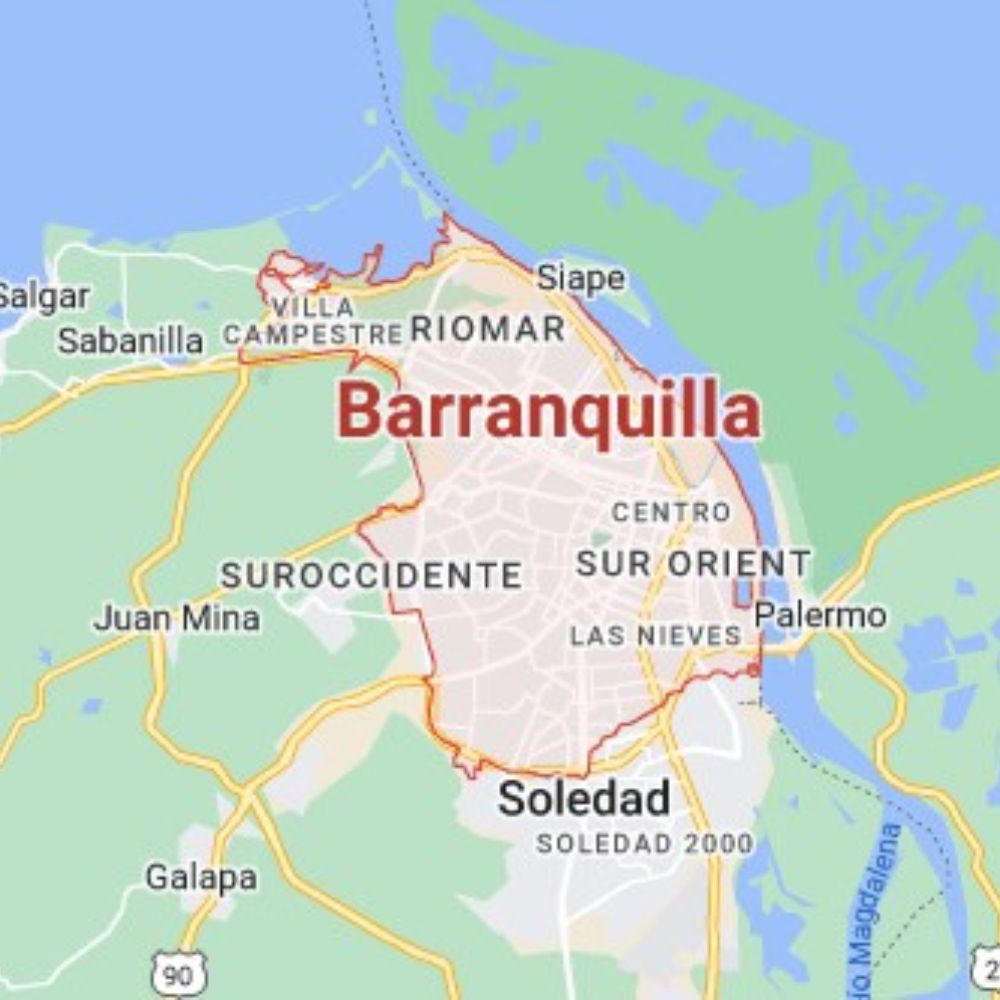 Siape
Salgar
VILLA
CAMPESTRE
RIOMAR
Sabanilla
Barranquilla
CENTRO
SUR ORIENT
SUROCCIDENTE
Juan Mina
Palermo
LAS NIEVES
Soledad
SOLEDAD 2000
Galapa
Magdalena
90
2